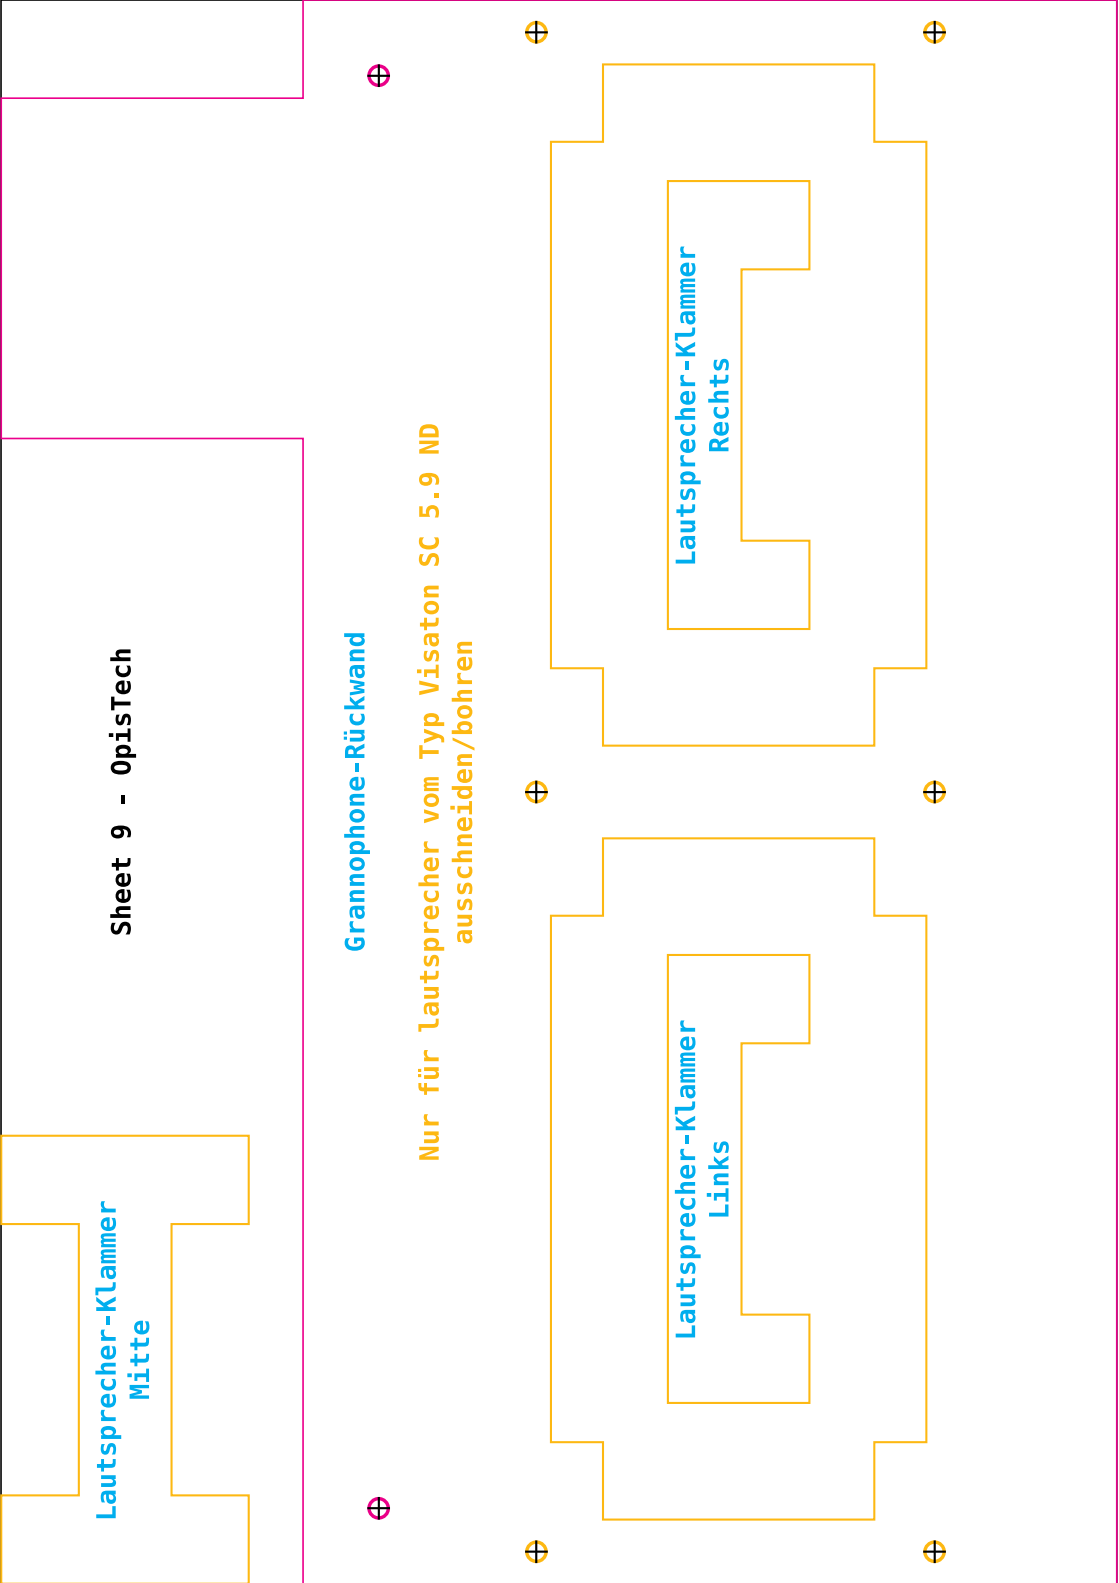 Sheet 9 - OpisTech
Lautsprecher-Klammer
Mitte
Grannophone-Rückwand
Nur für lautsprecher vom Typ Visaton SC 5.9 ND
ausschneiden/bohren
Lautsprecher-Klammer
Links
Lautsprecher-Klammer
Rechts